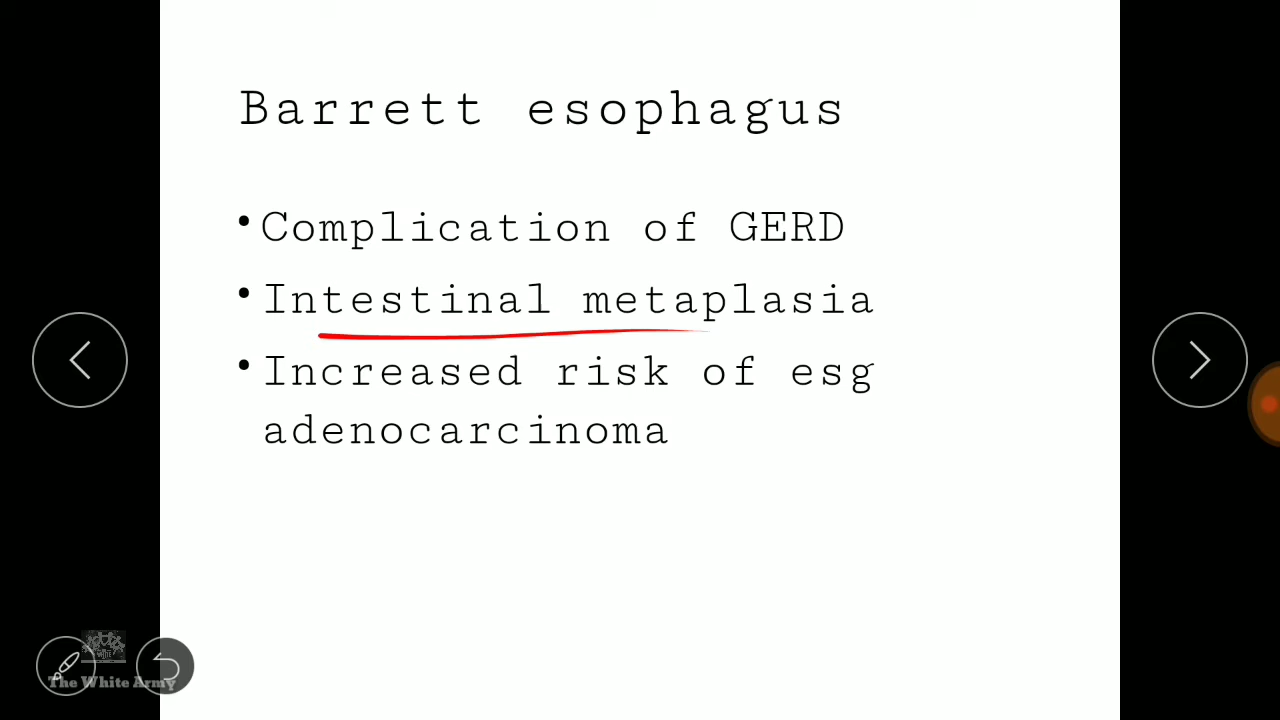 Barrett esophagus
•Complication of GERD
•Intestinal metaplasia
•Increased risk of esg
adenocarcinoma
The White Army